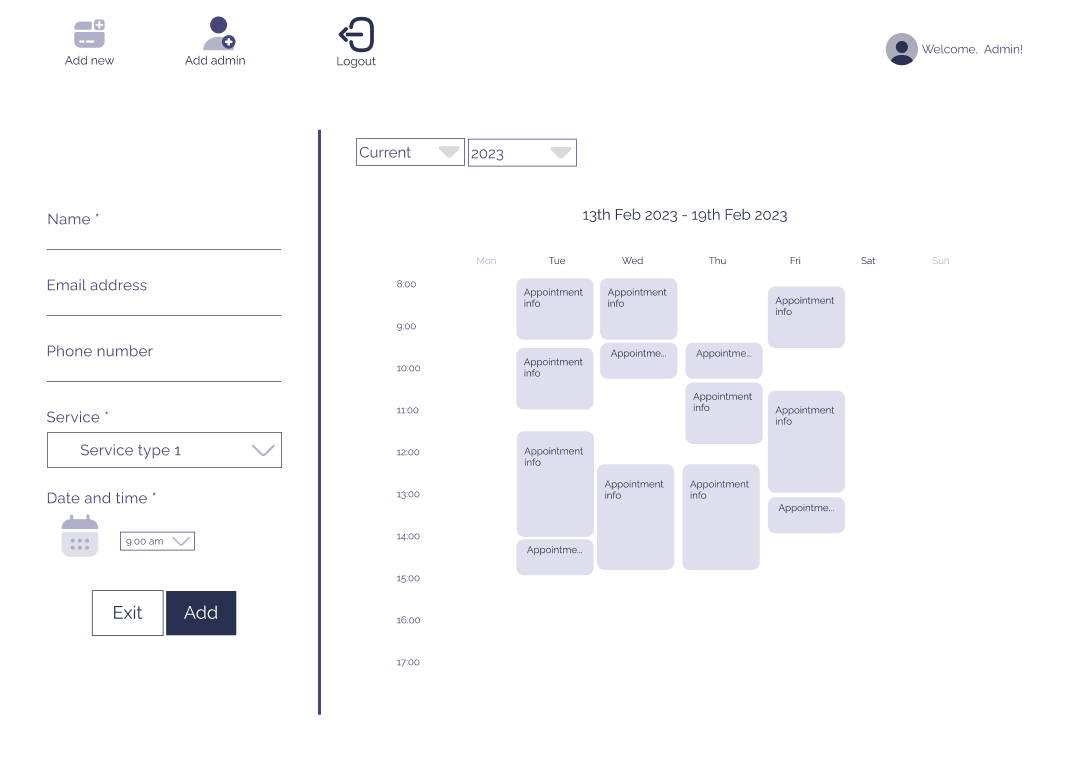 Add new
Add admin
Logout
Welcome, Admin!
Name *
Email address
Phone number
Service *
Service type 1
Date and time *
9:00 am
Exit
Add
Current
2023
13th Feb 2023 - 19th Feb 2023
Mon Tue Wed Thu Fri Sat Sun
8:00
Appointment
info
Appointment
info
Appointment
info
9:00
Appointme...
Appointme...
10:00
Appointment
info
Appointment
info
11:00
Appointment
info
12:00
Appointment
info
13:00
Appointment
info
Appointment
info
Appointme...
14:00
Appointme...
15:00
16:00
17:00